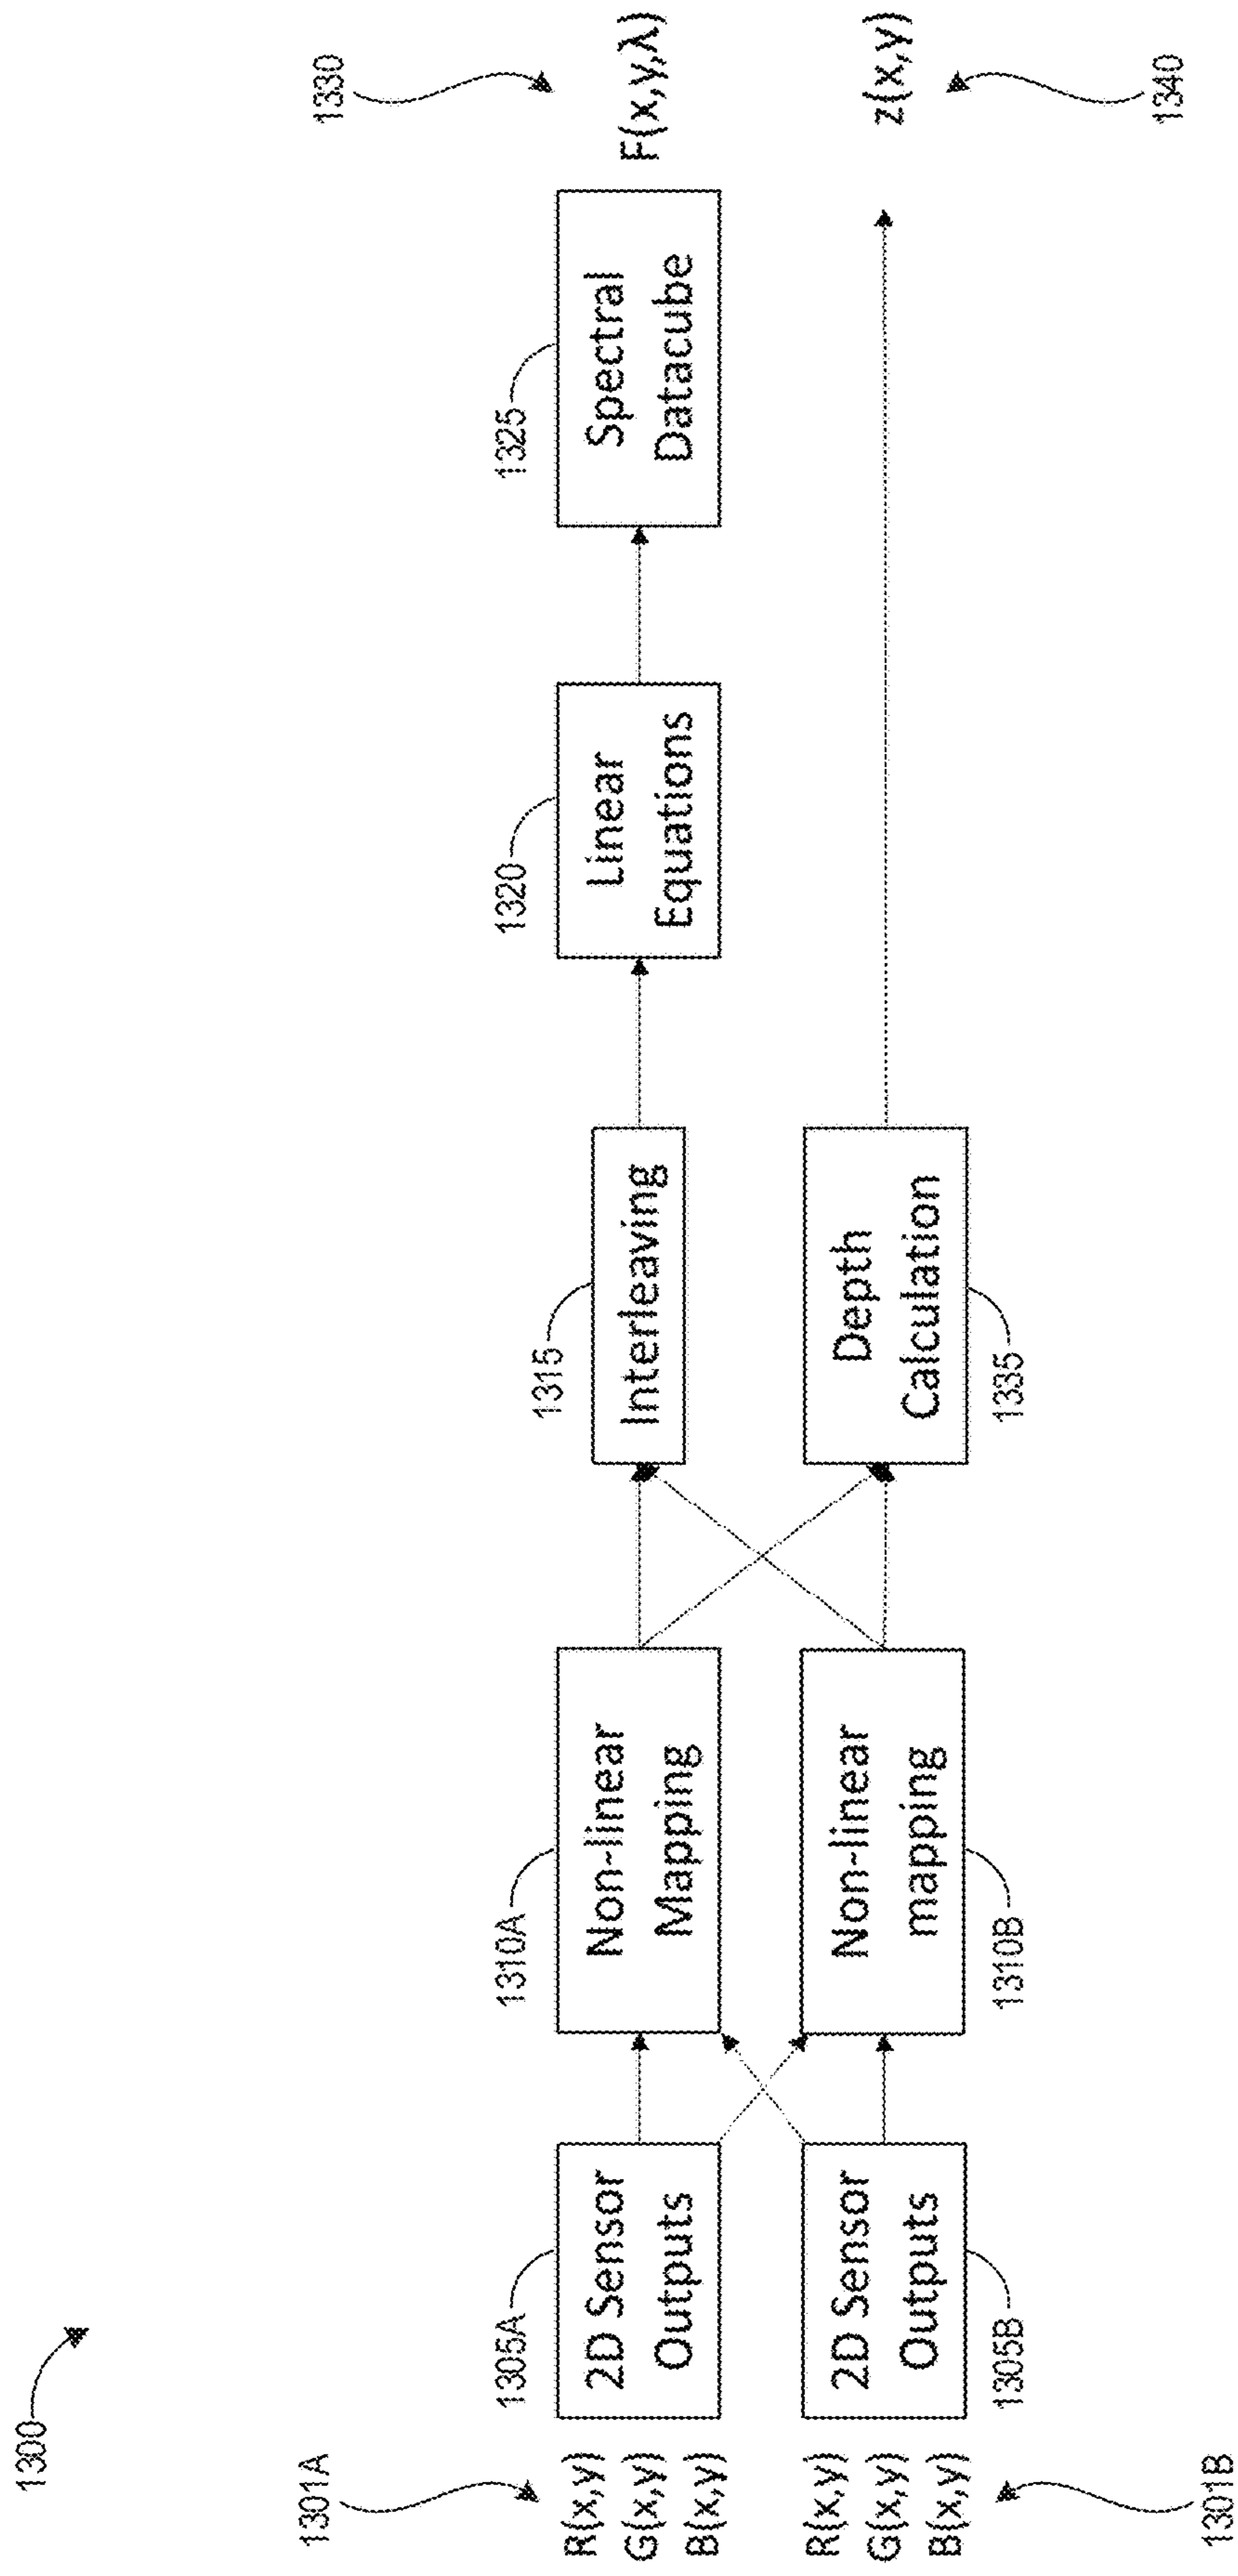 1300
1301A
R(x,y)
G(x,y)
B(x,y)
1305A
2D Sensor
Outputs
1310A
Non-linear
Mapping
1315
Interleaving
1320
Linear
Equations
1325
Spectral
Datacube
1330
F(x,y,λ)
R(x,y)
G(x,y)
B(x,y)
1301B
2D Sensor
Outputs
1305B
Non-linear
mapping
1310B
Depth
Calculation
1335
z(x,y)
1340